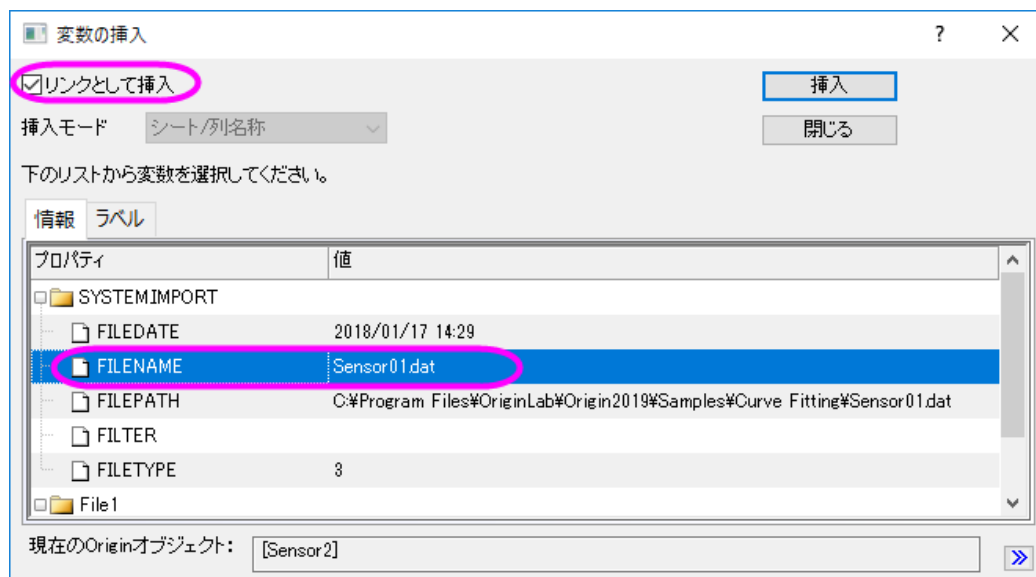 変数の挿入
リンクとして挿入
挿入
挿入モード シート/列名称
閉じる
下のリストから変数を選択してください。
情報 ラベル
プロパティ 値
SYSTEM.IMPORT
FILEDATE 2018/01/17 14:29
FILENAME Sensor01.dat
FILEPATH C:¥Program Files¥OriginLab¥Origin2019¥Samples¥Curve Fitting¥Sensor01.dat
FILTER
FILETYPE 3
File1
現在のOriginオブジェクト: [Sensor2]